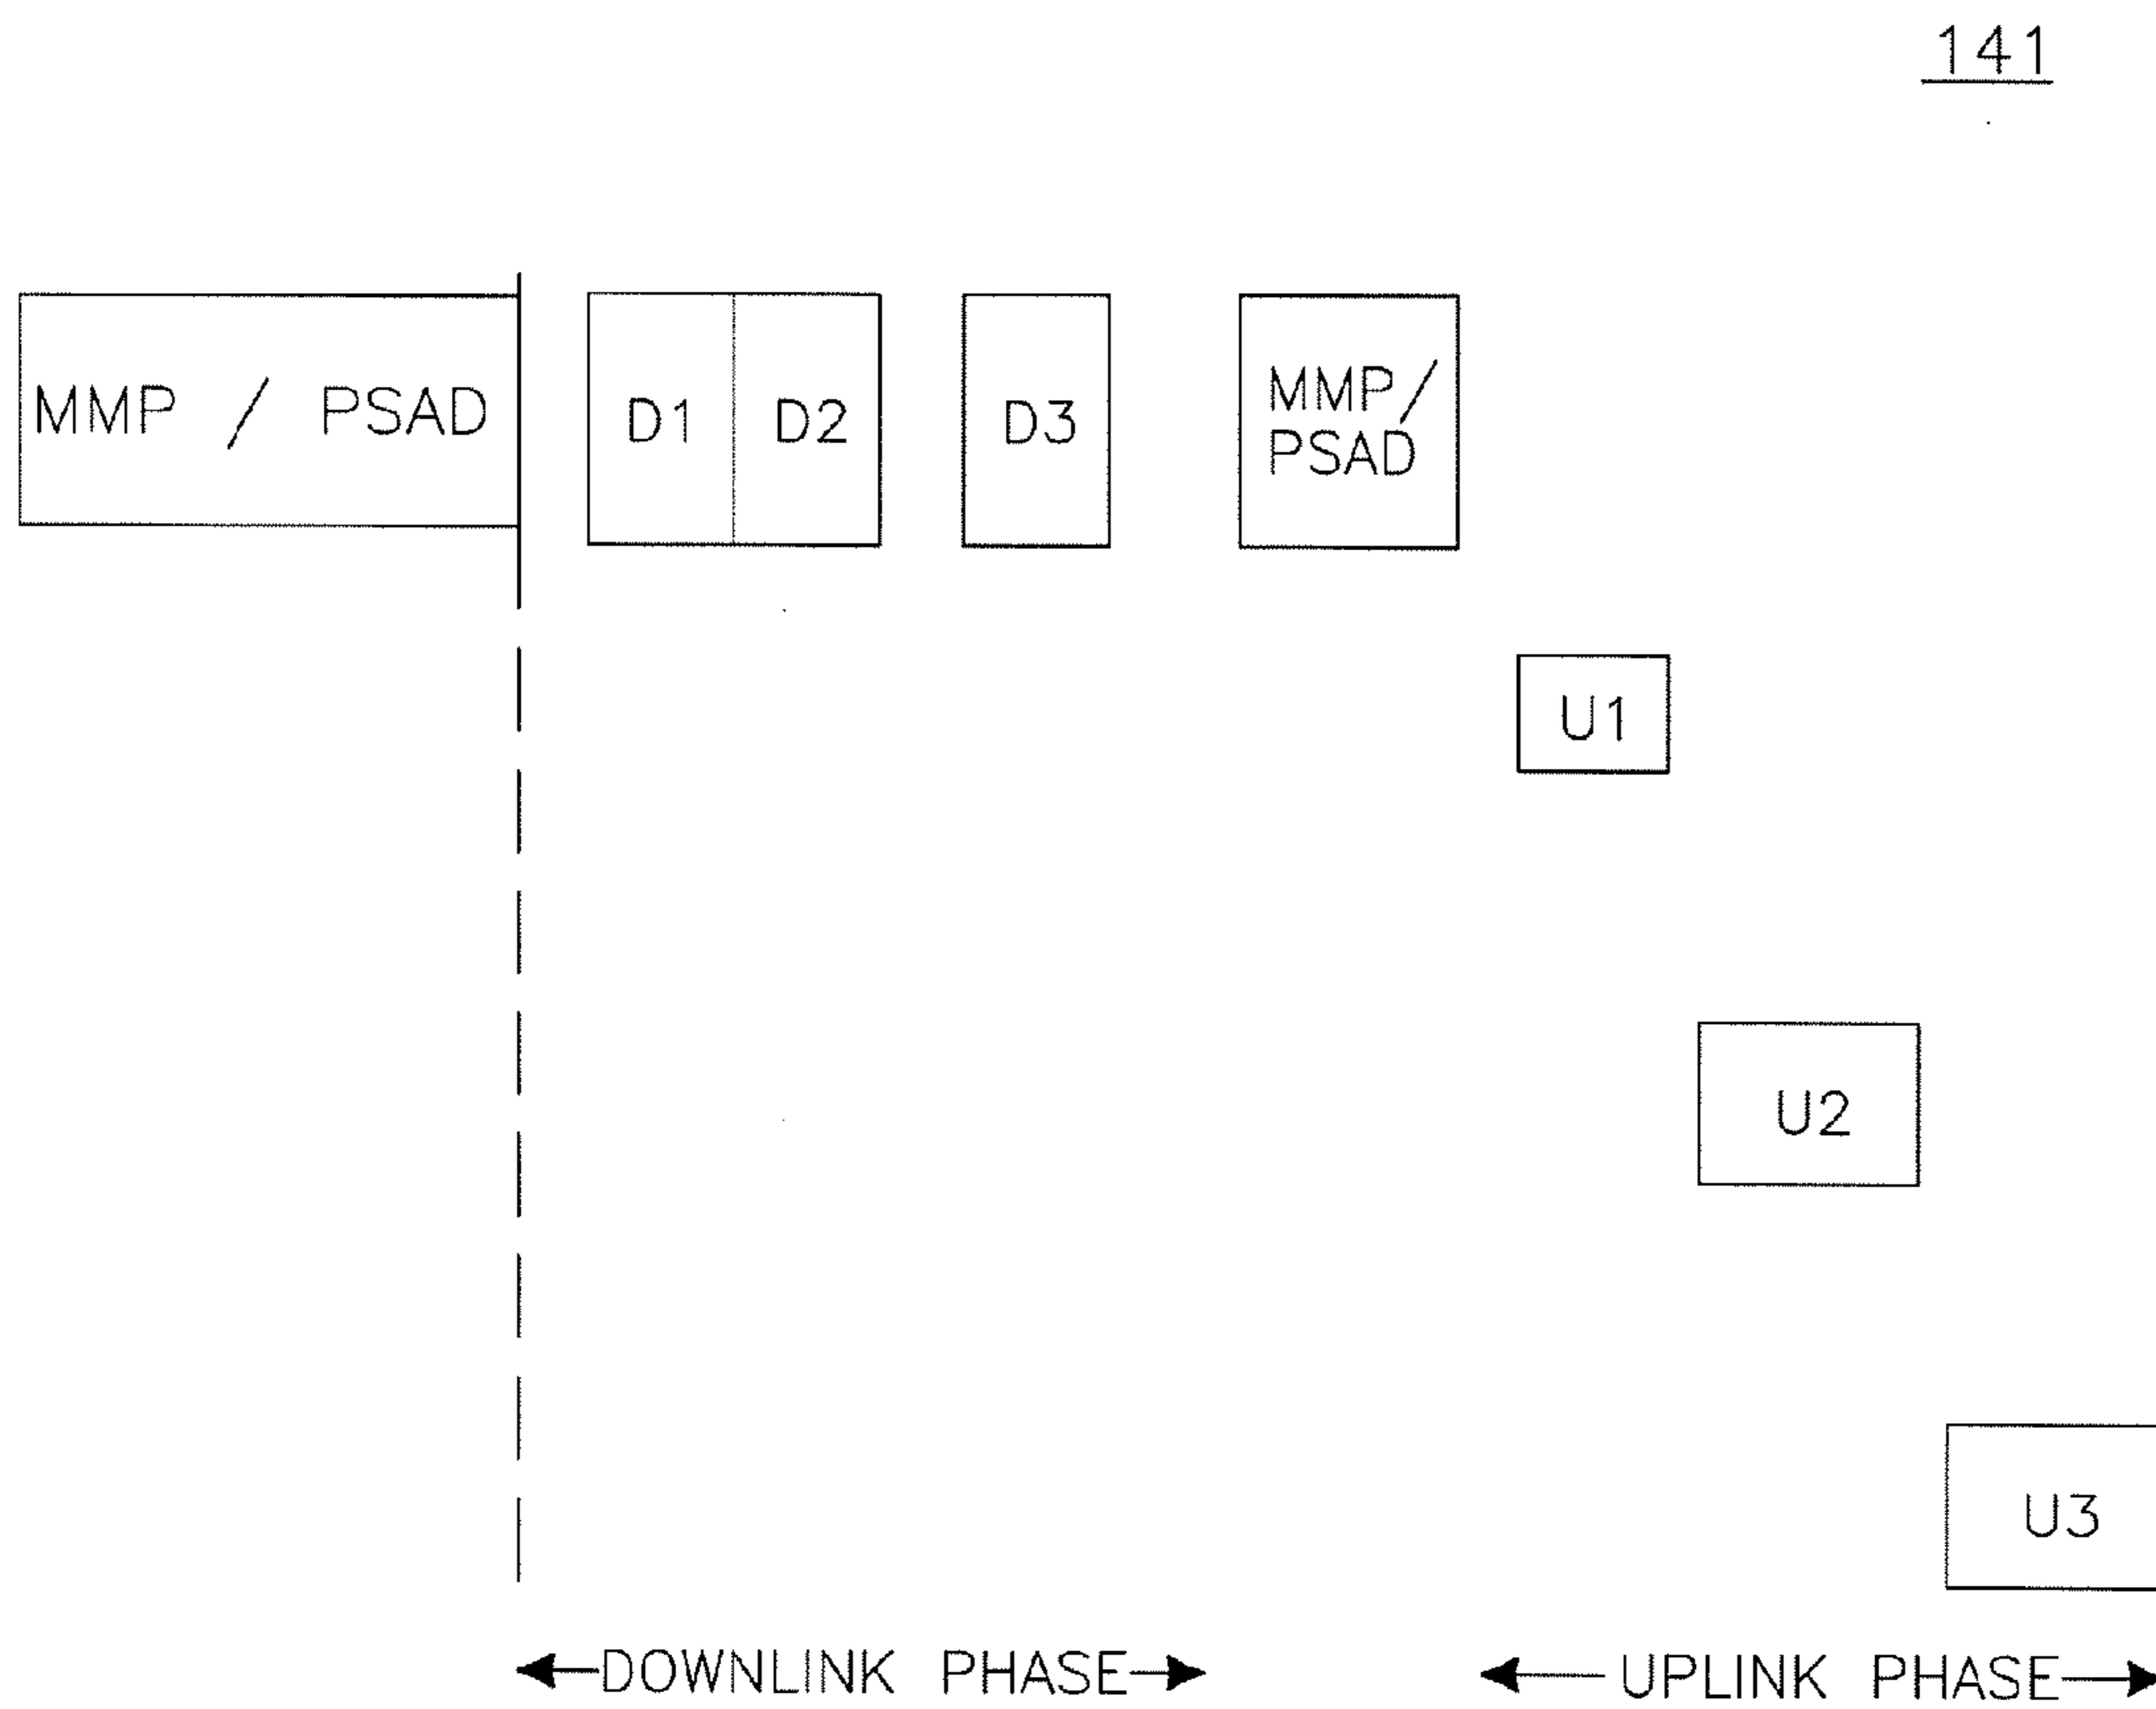 141
MMP / PSAD
D1
D2
D3
MMP/
PSAD
U1
U2
U3
DOWNLINK PHASE
UPLINK PHASE